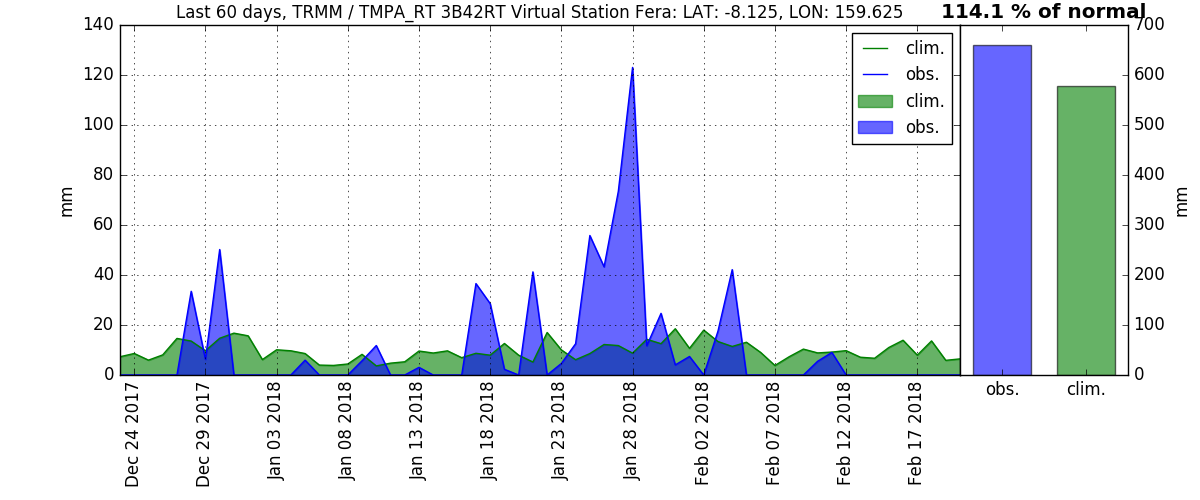 Last 60 days, TRMM / TMPA_RT 3B42RT Virtual Station Fera: LAT: -8.125, LON: 159.625
114.1 % of normal
140
120
100
80
60
40
20
0
mm
clim.
obs.
clim.
obs.
700
600
500
400
300
200
100
0
mm
Dec 24 2017
Dec 29 2017
Jan 03 2018
Jan 08 2018
Jan 13 2018
Jan 18 2018
Jan 23 2018
Jan 28 2018
Feb 02 2018
Feb 07 2018
Feb 12 2018
Feb 17 2018
obs.
clim.